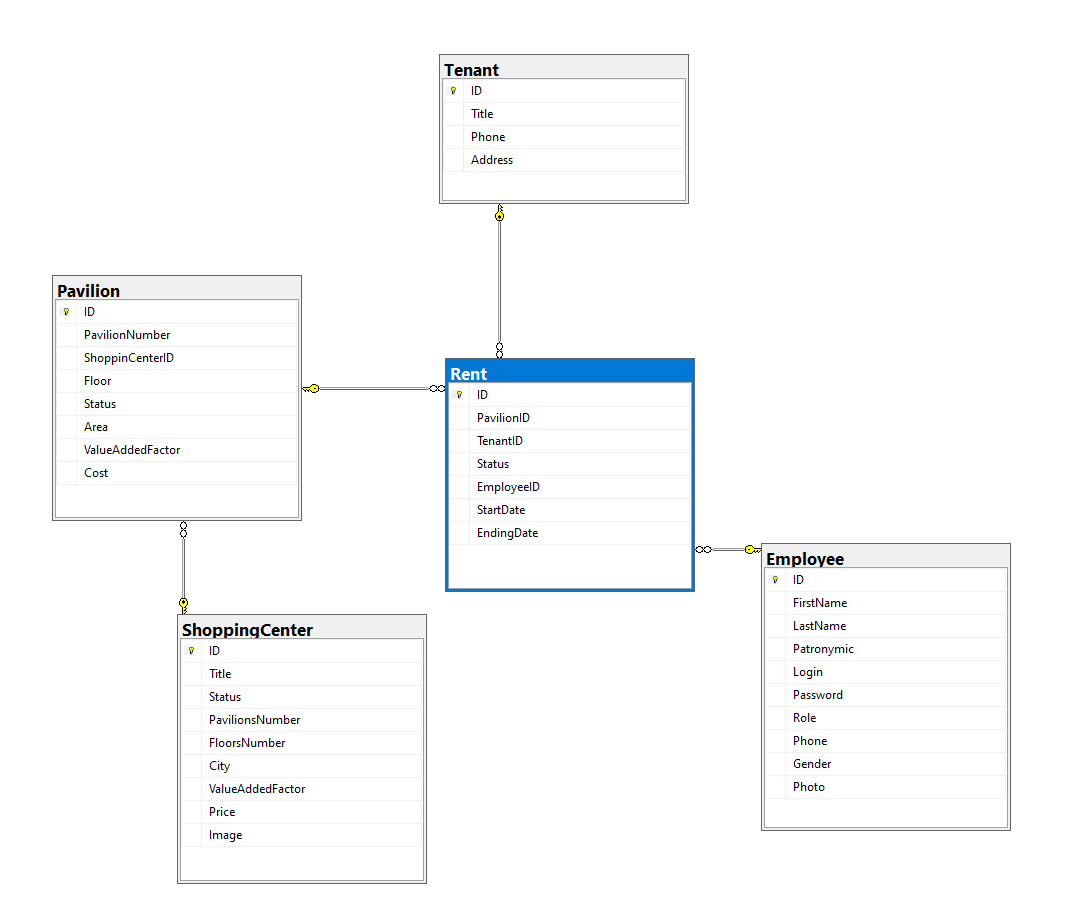 Tenant
ID
Title
Phone
Address
Pavilion
ID
PavilionNumber
ShoppinCenterID
Floor
Status
Area
ValueAddedFactor
Cost
Rent
ID
PavilionID
TenantID
Status
EmployeeID
StartDate
EndingDate
Employee
ID
FirstName
LastName
Patronymic
Login
Password
Role
Phone
Gender
Photo
ShoppingCenter
ID
Title
Status
PavilionsNumber
FloorsNumber
City
ValueAddedFactor
Price
Image